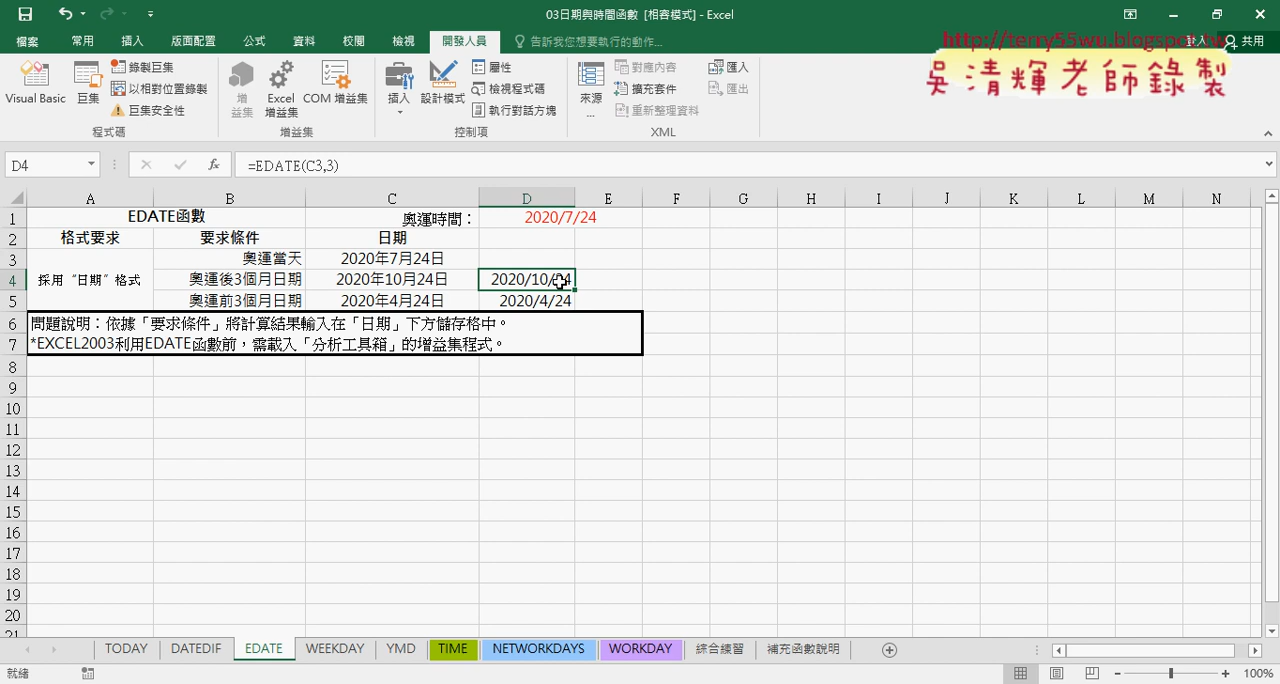 03日期與時間函數 [相容模式] - Excel
檔案 常用 插入 版面配置 公式 資料 校閱 檢視 開發人員 告訴我您想要執行的動作... 共用
http://terry55wu.blogspot.tw
吳清輝老師錄製
Visual Basic 巨集 錄製巨集 以相對位置錄製 巨集安全性 程式碼
增益集 Excel 增益集 COM 增益集 增益集
插入 設計模式 屬性 檢視程式碼 執行對話方塊 控制項
來源... 對應內容 擴充套件 重新整理資料 匯入 匯出 XML
D4 fx =EDATE(C3,3)
A B C D E F G H I J K L M N
1 EDATE函數 奧運時間： 2020/7/24
2 格式要求 要求條件 日期
3 奧運當天 2020年7月24日
4 採用“日期”格式 奧運後3個月日期 2020年10月24日 2020/10/24
5 奧運前3個月日期 2020年4月24日 2020/4/24
6 問題說明：依據「要求條件」將計算結果輸入在「日期」下方儲存格中。
7 *EXCEL2003利用EDATE函數前，需載入「分析工具箱」的增益集程式。
8
9
10
11
12
13
14
15
16
17
18
19
20
21
TODAY DATEDIF EDATE WEEKDAY YMD TIME NETWORKDAYS WORKDAY 綜合練習 補充函數說明
就緒 100%